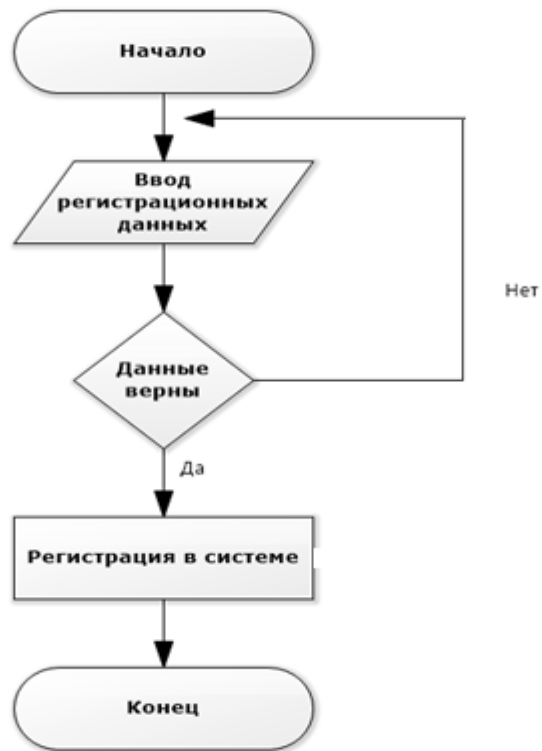 Начало
Ввод
регистрационных
данных
Нет
Данные
верны
Да
Регистрация в системе
Конец